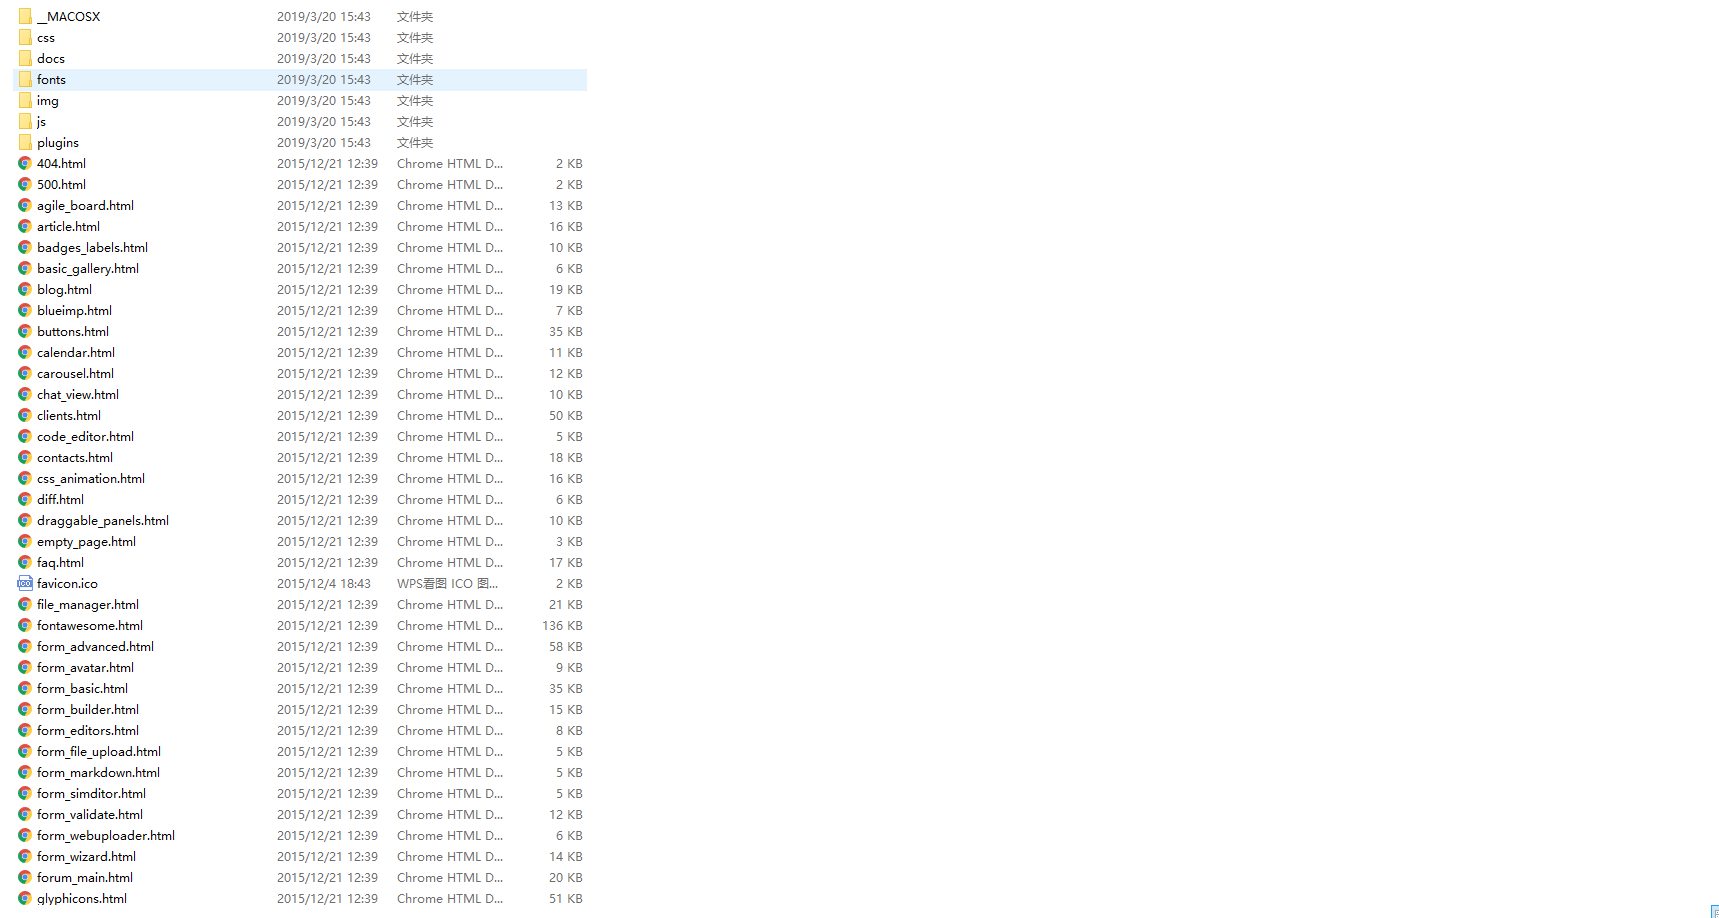 __MACOSX 2019/3/20 15:43 文件夹
css 2019/3/20 15:43 文件夹
docs 2019/3/20 15:43 文件夹
fonts 2019/3/20 15:43 文件夹
img 2019/3/20 15:43 文件夹
js 2019/3/20 15:43 文件夹
plugins 2019/3/20 15:43 文件夹
404.html 2015/12/21 12:39 Chrome HTML D... 2 KB
500.html 2015/12/21 12:39 Chrome HTML D... 2 KB
agile_board.html 2015/12/21 12:39 Chrome HTML D... 13 KB
article.html 2015/12/21 12:39 Chrome HTML D... 16 KB
badges_labels.html 2015/12/21 12:39 Chrome HTML D... 10 KB
basic_gallery.html 2015/12/21 12:39 Chrome HTML D... 6 KB
blog.html 2015/12/21 12:39 Chrome HTML D... 19 KB
blueimp.html 2015/12/21 12:39 Chrome HTML D... 7 KB
buttons.html 2015/12/21 12:39 Chrome HTML D... 35 KB
calendar.html 2015/12/21 12:39 Chrome HTML D... 11 KB
carousel.html 2015/12/21 12:39 Chrome HTML D... 12 KB
chat_view.html 2015/12/21 12:39 Chrome HTML D... 10 KB
clients.html 2015/12/21 12:39 Chrome HTML D... 50 KB
code_editor.html 2015/12/21 12:39 Chrome HTML D... 5 KB
contacts.html 2015/12/21 12:39 Chrome HTML D... 18 KB
css_animation.html 2015/12/21 12:39 Chrome HTML D... 16 KB
diff.html 2015/12/21 12:39 Chrome HTML D... 6 KB
draggable_panels.html 2015/12/21 12:39 Chrome HTML D... 10 KB
empty_page.html 2015/12/21 12:39 Chrome HTML D... 3 KB
faq.html 2015/12/21 12:39 Chrome HTML D... 17 KB
favicon.ico 2015/12/4 18:43 WPS看图 ICO 图... 2 KB
file_manager.html 2015/12/21 12:39 Chrome HTML D... 21 KB
fontawesome.html 2015/12/21 12:39 Chrome HTML D... 136 KB
form_advanced.html 2015/12/21 12:39 Chrome HTML D... 58 KB
form_avatar.html 2015/12/21 12:39 Chrome HTML D... 9 KB
form_basic.html 2015/12/21 12:39 Chrome HTML D... 35 KB
form_builder.html 2015/12/21 12:39 Chrome HTML D... 15 KB
form_editors.html 2015/12/21 12:39 Chrome HTML D... 8 KB
form_file_upload.html 2015/12/21 12:39 Chrome HTML D... 5 KB
form_markdown.html 2015/12/21 12:39 Chrome HTML D... 5 KB
form_simditor.html 2015/12/21 12:39 Chrome HTML D... 5 KB
form_validate.html 2015/12/21 12:39 Chrome HTML D... 12 KB
form_webuploader.html 2015/12/21 12:39 Chrome HTML D... 6 KB
form_wizard.html 2015/12/21 12:39 Chrome HTML D... 14 KB
forum_main.html 2015/12/21 12:39 Chrome HTML D... 20 KB
glyphicons.html 2015/12/21 12:39 Chrome HTML D... 51 KB